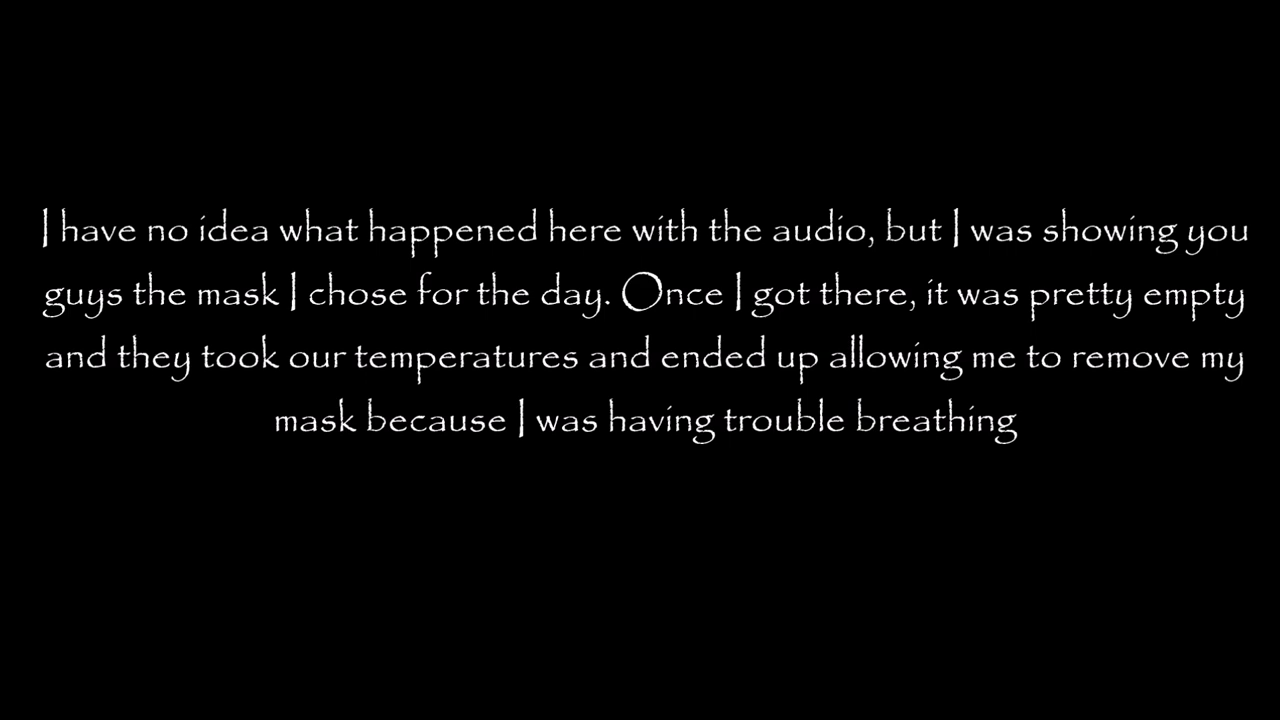 I have no idea what happened here with the audio, but I was showing you
guys the mask I chose for the day. Once I got there, it was pretty empty
and they took our temperatures and ended up allowing me to remove my
mask because I was having trouble breathing